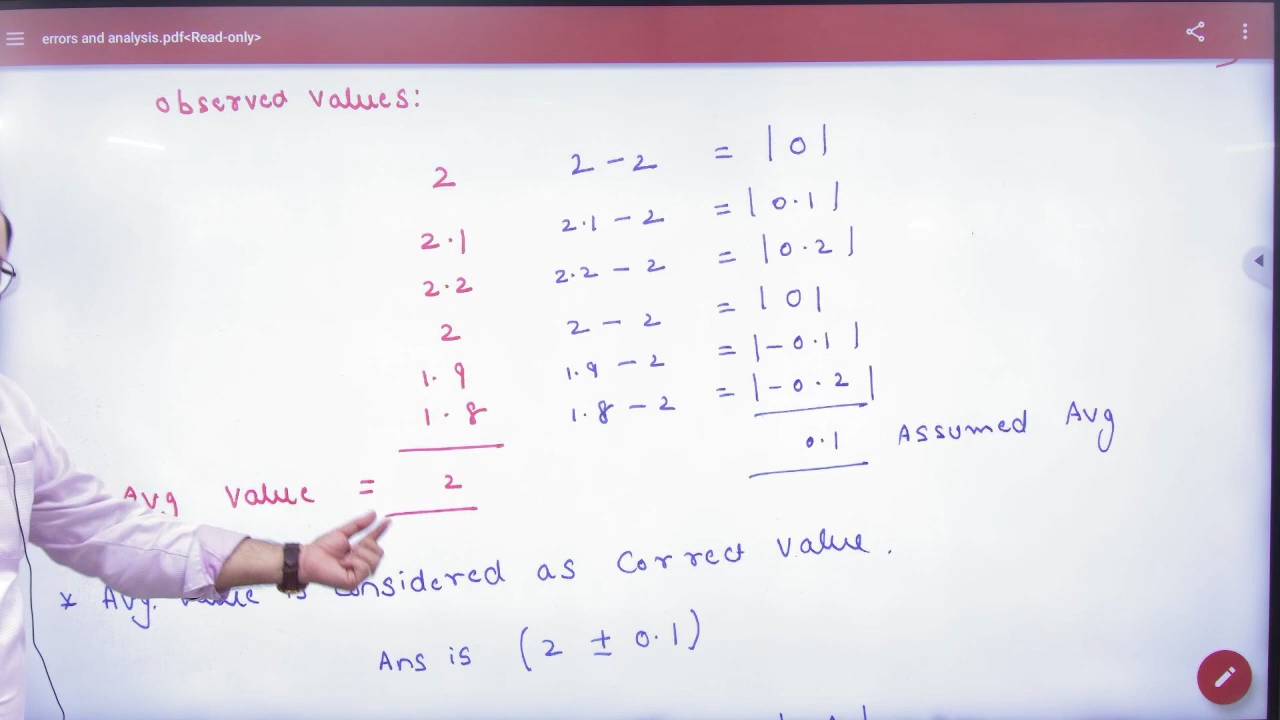 errors and analysis.pdf<Read-only>
observed values:
2 2 - 2 = |0|
2.1 2.1 - 2 = |0.1|
2.2 2.2 - 2 = |0.2|
2 2 - 2 = |0|
1.9 1.9 - 2 = |-0.1|
1.8 1.8 - 2 = |-0.2|
0.1 Assumed Avg
Avg value = 2
* Avg. value is considered as correct value.
Ans is (2 ± 0.1)